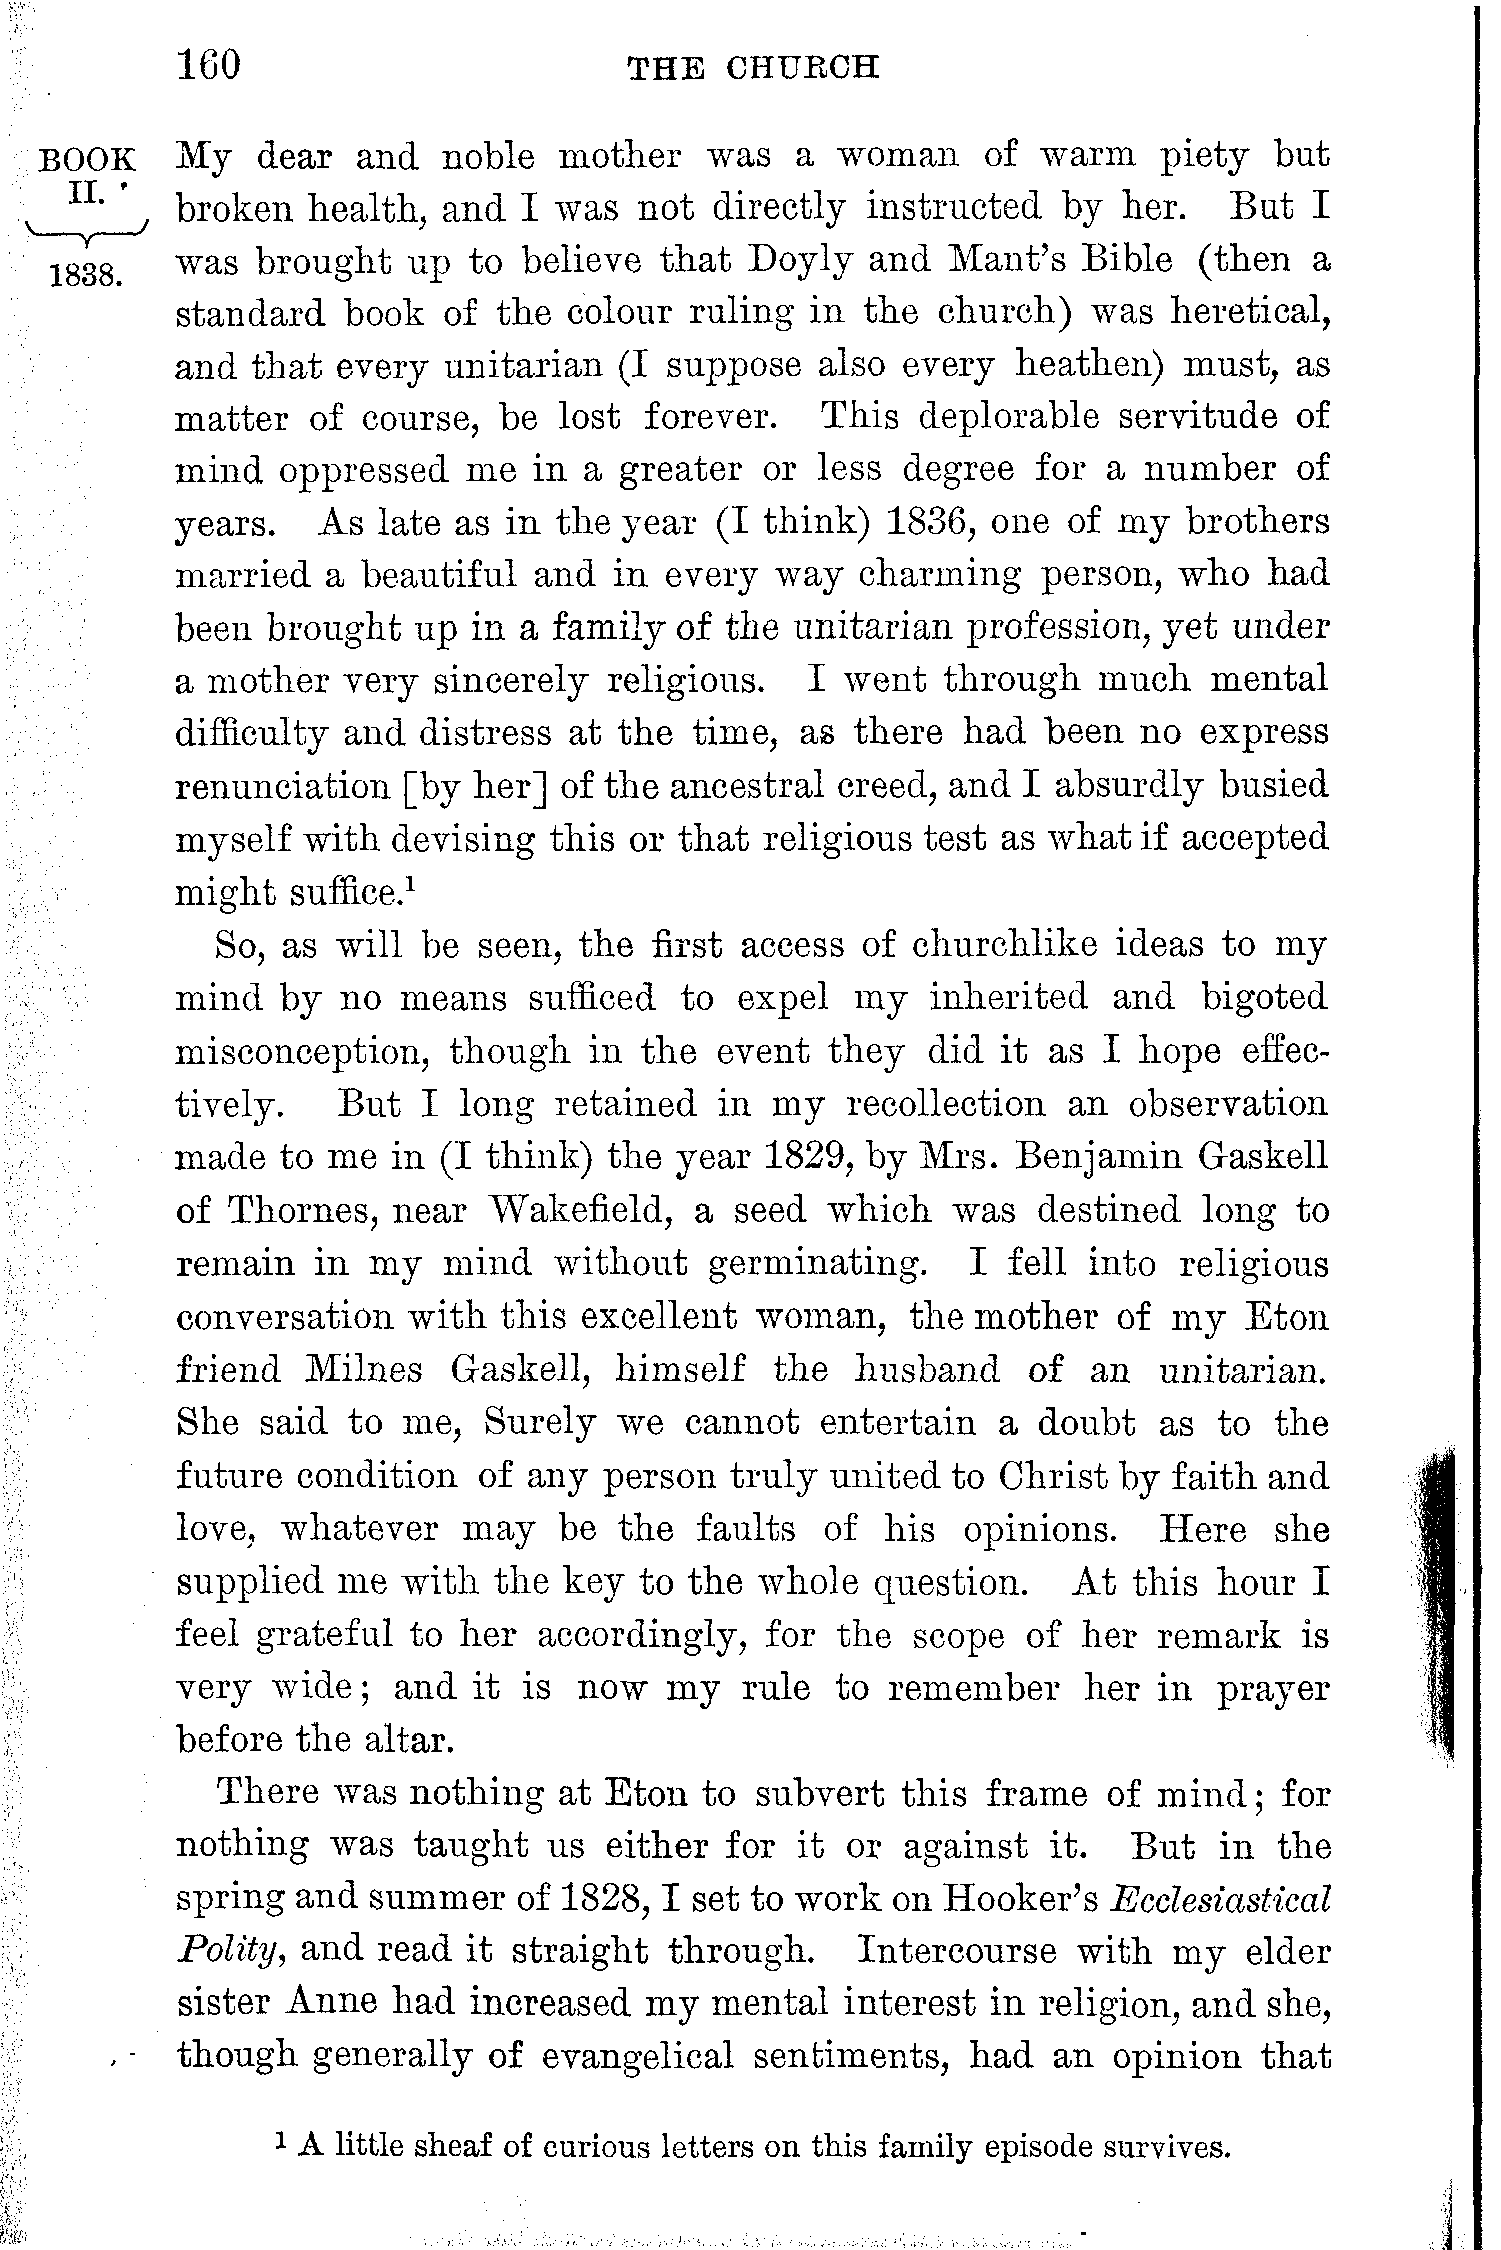 160 THE CHURCH
BOOK
II.
1838.
My dear and noble mother was a woman of warm piety but
broken health, and I was not directly instructed by her. But I
was brought up to believe that Doyly and Mant's Bible (then a
standard book of the colour ruling in the church) was heretical,
and that every unitarian (I suppose also every heathen) must, as
matter of course, be lost forever. This deplorable servitude of
mind oppressed me in a greater or less degree for a number of
years. As late as in the year (I think) 1836, one of my brothers
married a beautiful and in every way charming person, who had
been brought up in a family of the unitarian profession, yet under
a mother very sincerely religious. I went through much mental
difficulty and distress at the time, as there had been no express
renunciation [by her] of the ancestral creed, and I absurdly busied
myself with devising this or that religious test as what if accepted
might suffice.¹
So, as will be seen, the first access of churchlike ideas to my
mind by no means sufficed to expel my inherited and bigoted
misconception, though in the event they did it as I hope effec-
tively. But I long retained in my recollection an observation
made to me in (I think) the year 1829, by Mrs. Benjamin Gaskell
of Thornes, near Wakefield, a seed which was destined long to
remain in my mind without germinating. I fell into religious
conversation with this excellent woman, the mother of my Eton
friend Milnes Gaskell, himself the husband of an unitarian.
She said to me, Surely we cannot entertain a doubt as to the
future condition of any person truly united to Christ by faith and
love, whatever may be the faults of his opinions. Here she
supplied me with the key to the whole question. At this hour I
feel grateful to her accordingly, for the scope of her remark is
very wide; and it is now my rule to remember her in prayer
before the altar.
There was nothing at Eton to subvert this frame of mind; for
nothing was taught us either for it or against it. But in the
spring and summer of 1828, I set to work on Hooker's Ecclesiastical
Polity, and read it straight through. Intercourse with my elder
sister Anne had increased my mental interest in religion, and she,
though generally of evangelical sentiments, had an opinion that
¹ A little sheaf of curious letters on this family episode survives.